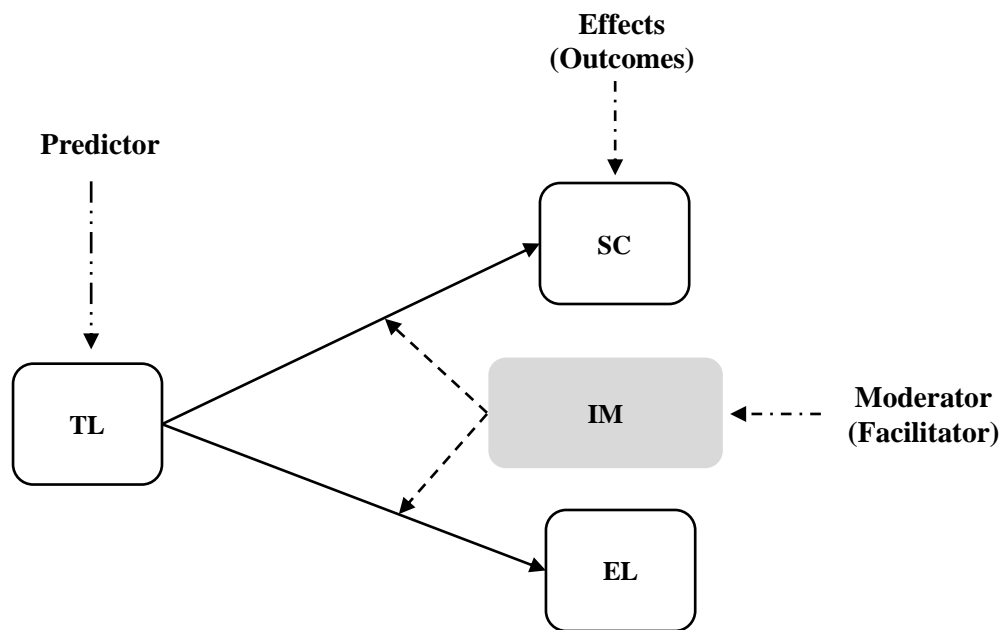 Effects
(Outcomes)
Predictor
SC
TL
IM
Moderator
(Facilitator)
EL